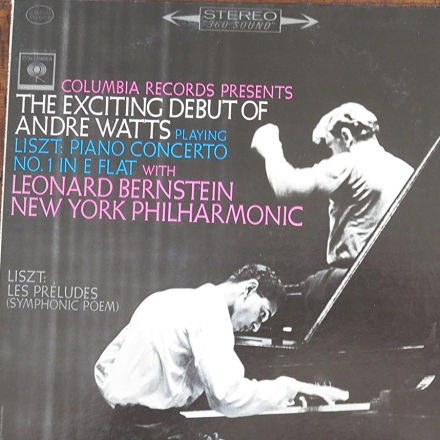 STEREO
"360 SOUND"
COLUMBIA RECORDS PRESENTS
THE EXCITING DEBUT OF
ANDRE WATTS PLAYING
LISZT: PIANO CONCERTO
NO. 1 IN E FLAT WITH
LEONARD BERNSTEIN
NEW YORK PHILHARMONIC
LISZT:
LES PRÉLUDES
(SYMPHONIC POEM)